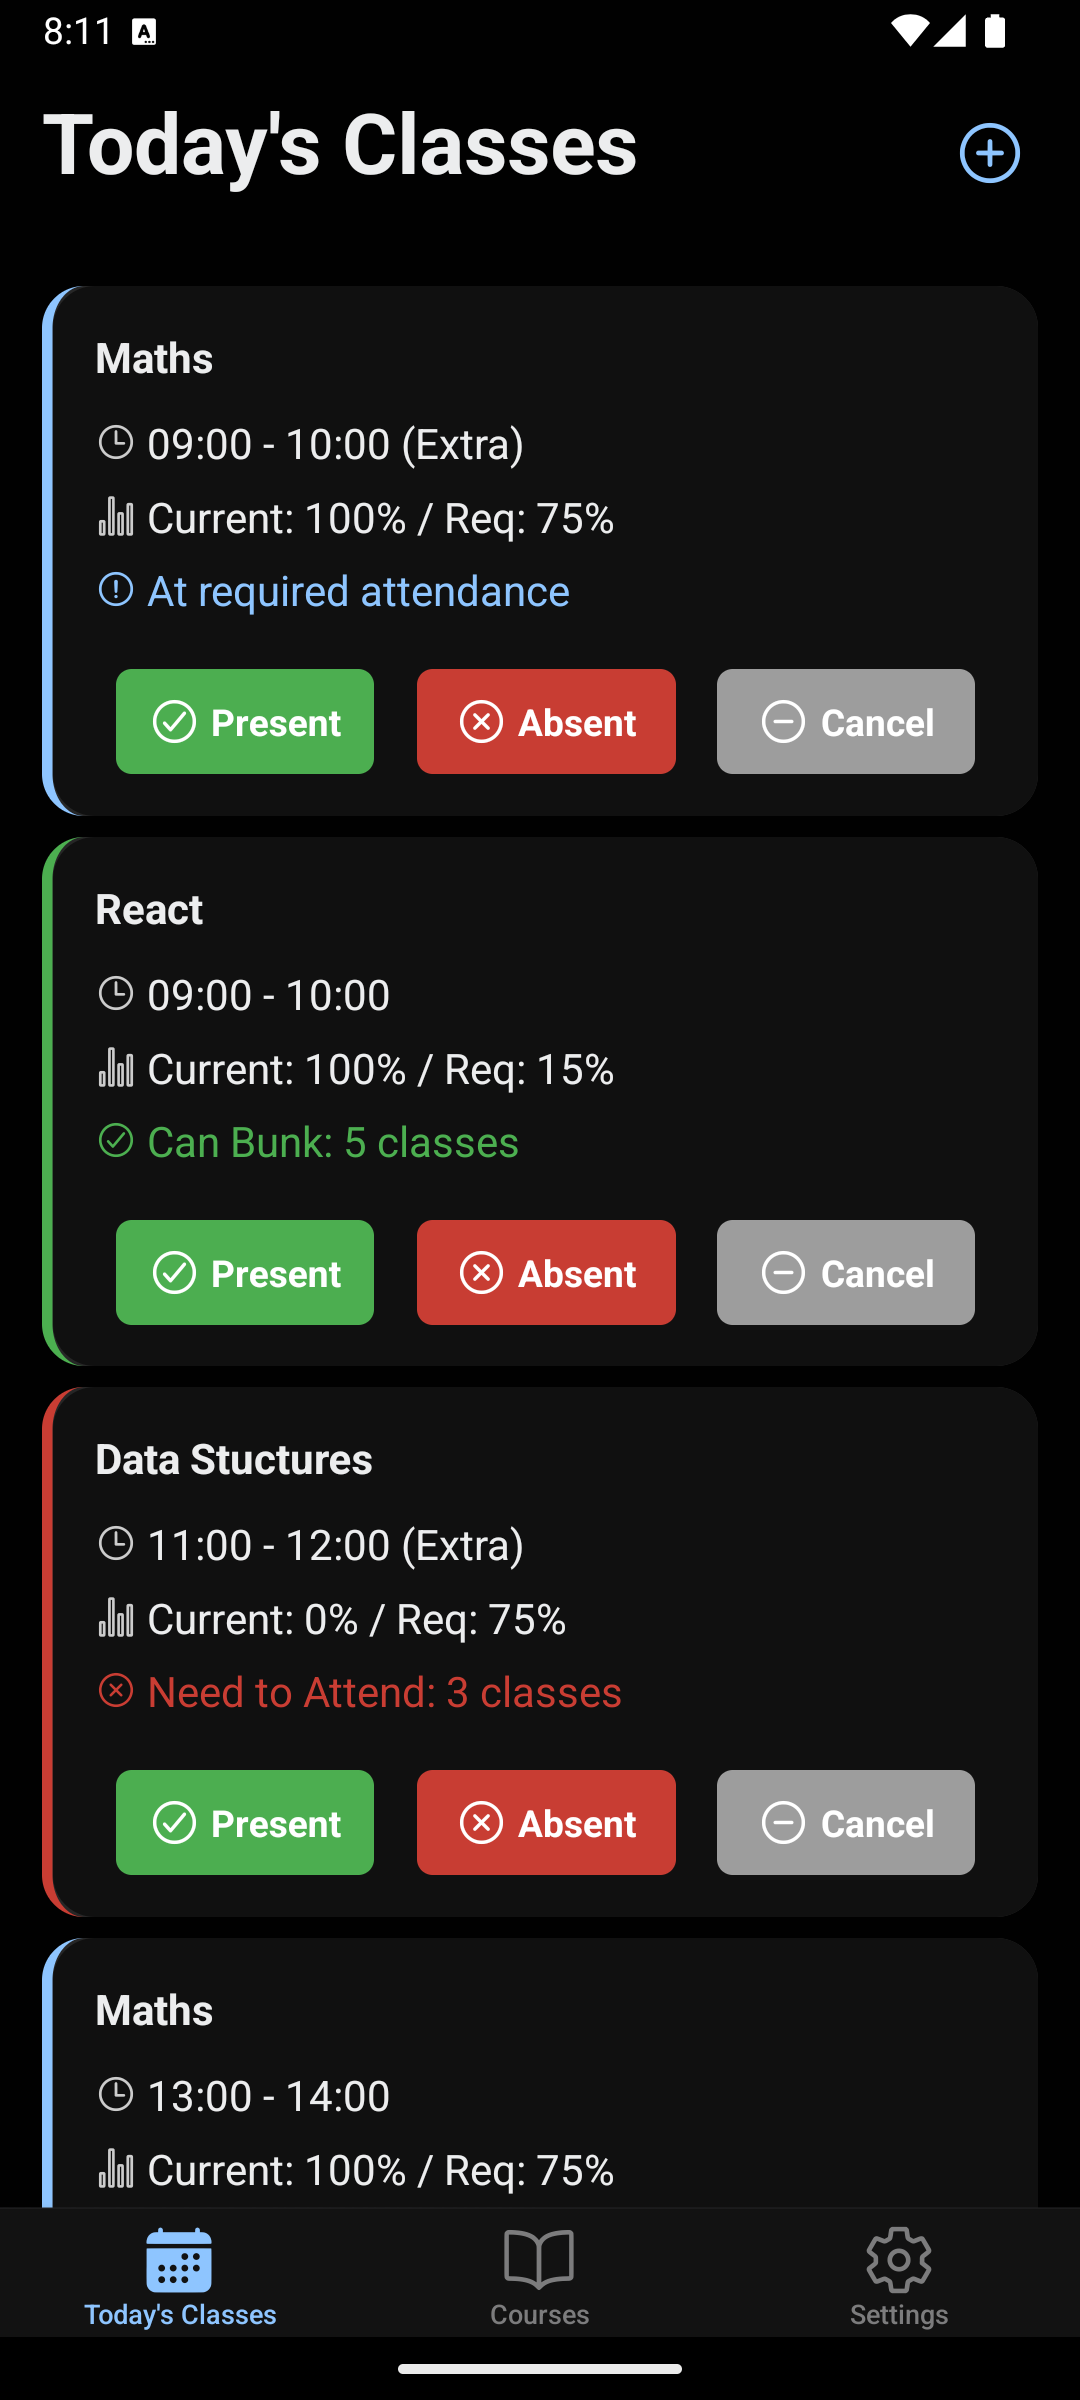 8:11
Today's Classes
Maths
09:00 - 10:00 (Extra)
Current: 100% / Req: 75%
At required attendance
Present Absent Cancel
React
09:00 - 10:00
Current: 100% / Req: 15%
Can Bunk: 5 classes
Present Absent Cancel
Data Stuctures
11:00 - 12:00 (Extra)
Current: 0% / Req: 75%
Need to Attend: 3 classes
Present Absent Cancel
Maths
13:00 - 14:00
Current: 100% / Req: 75%
Today's Classes Courses Settings